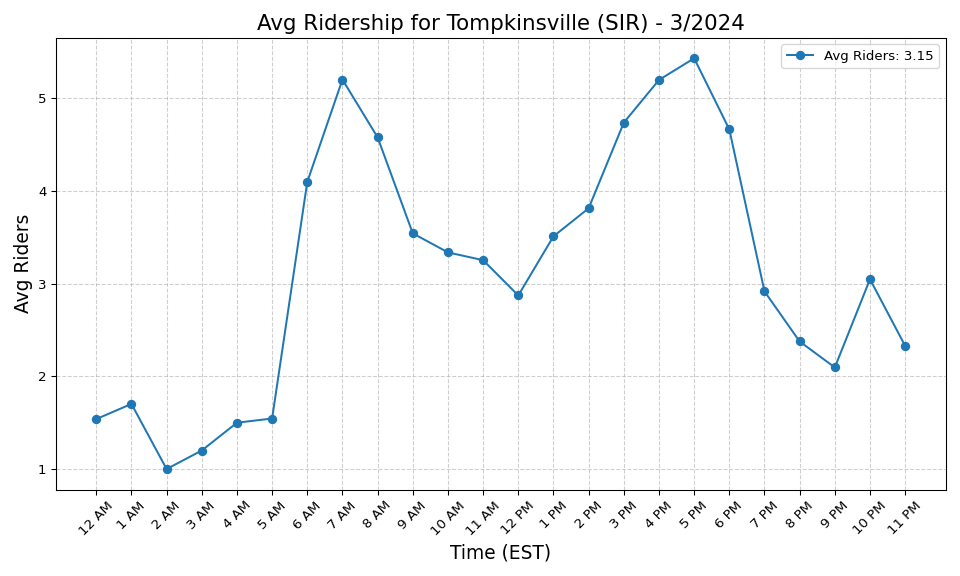 Avg Ridership for Tompkinsville (SIR) - 3/2024
Avg Riders: 3.15
Avg Riders
5
4
3
2
1
12 AM
1 AM
2 AM
3 AM
4 AM
5 AM
6 AM
7 AM
8 AM
9 AM
10 AM
11 AM
12 PM
1 PM
2 PM
3 PM
4 PM
5 PM
6 PM
7 PM
8 PM
9 PM
10 PM
11 PM
Time (EST)